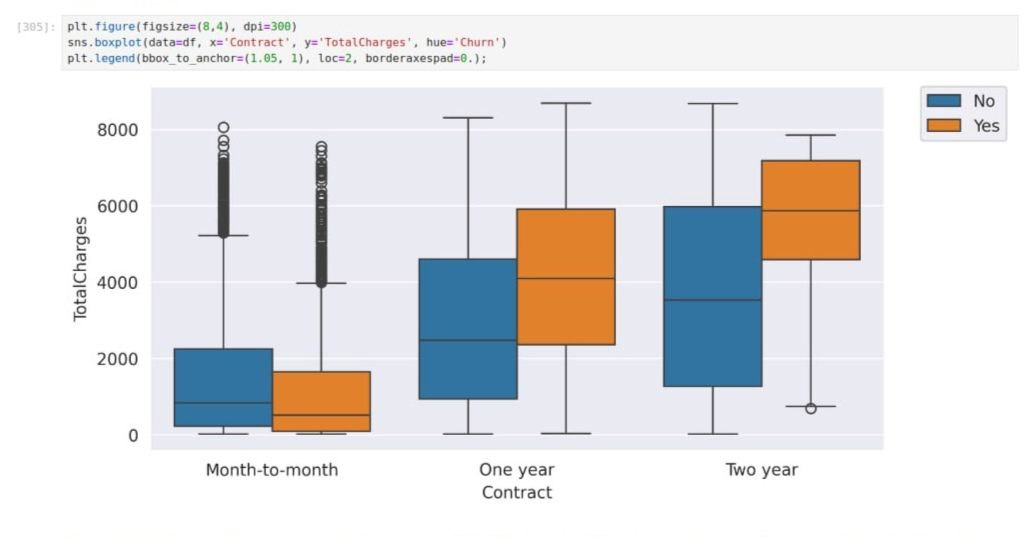 [305]: plt.figure(figsize=(8,4), dpi=300)
sns.boxplot(data=df, x='Contract', y='TotalCharges', hue='Churn')
plt.legend(bbox_to_anchor=(1.05, 1), loc=2, borderaxespad=0.);
No
Yes
8000
6000
4000
2000
0
TotalCharges
Month-to-month One year Two year
Contract